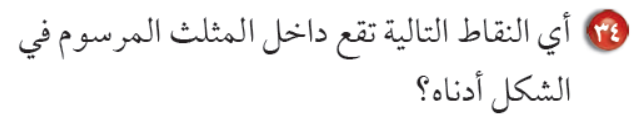 ٣٤ أي النقاط التالية تقع داخل المثلث المرسوم في
الشكل أدناه؟